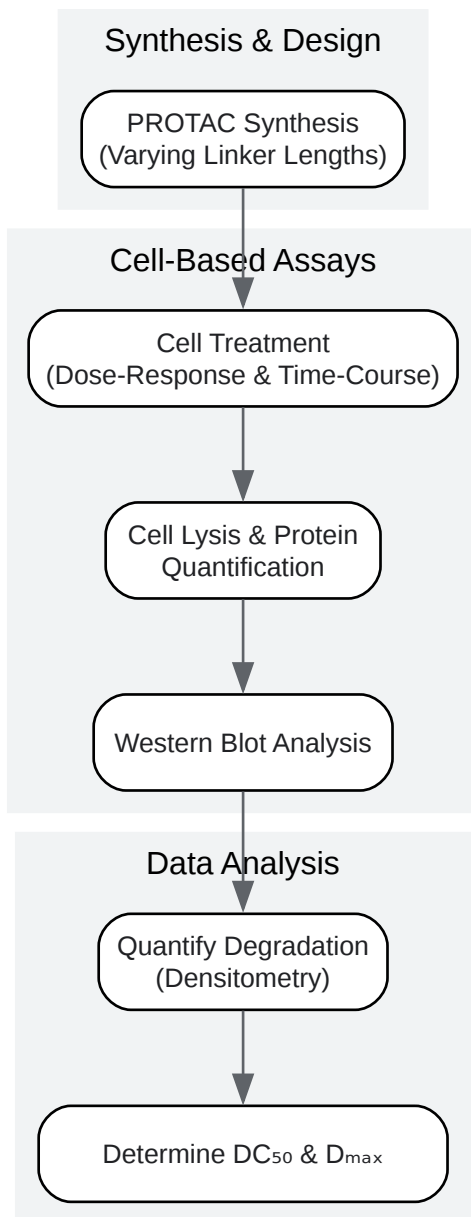 Synthesis & Design
PROTAC Synthesis
(Varying Linker Lengths)
Cell-Based Assays
Cell Treatment
(Dose-Response & Time-Course)
Cell Lysis & Protein
Quantification
Western Blot Analysis
Data Analysis
Quantify Degradation
(Densitometry)
Determine DC₅₀ & Dₘₐₓ